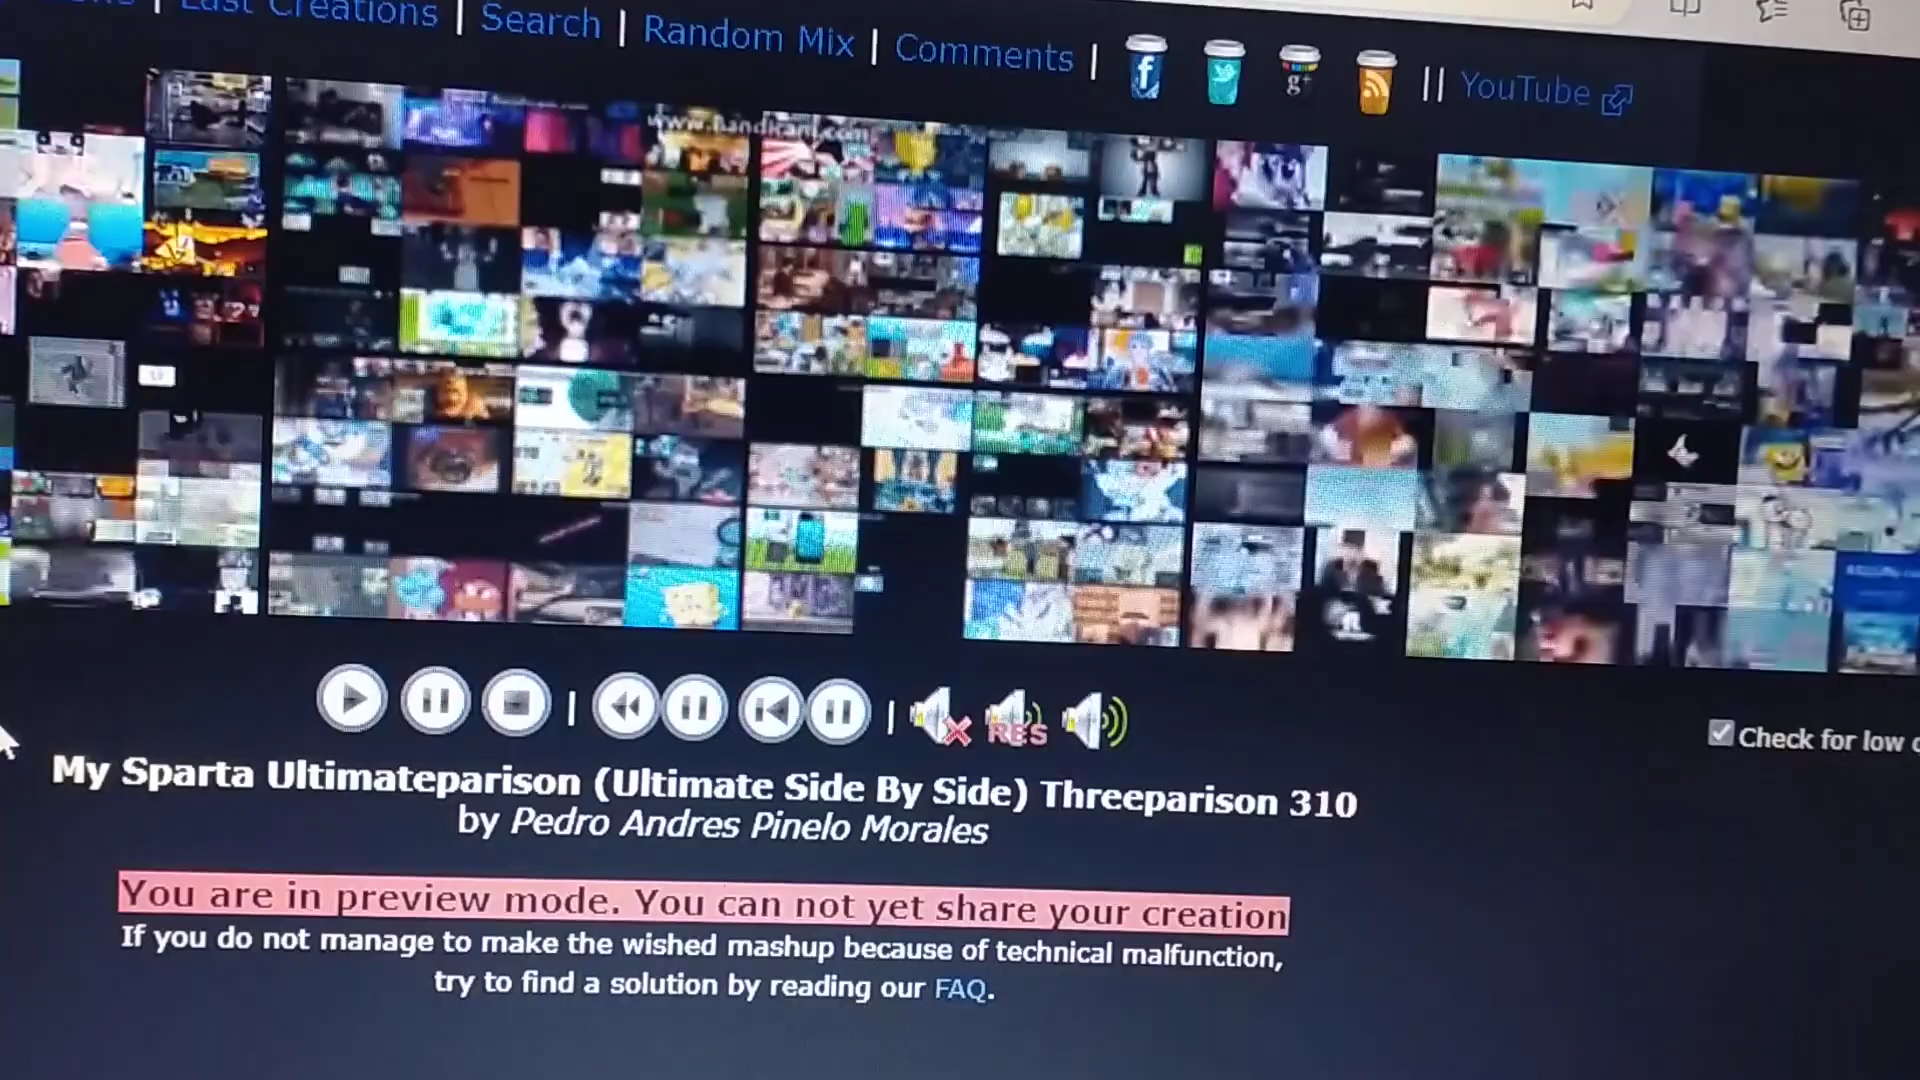 Last Creations | Search | Random Mix | Comments | f g+ || YouTube
www.Bandicam.com
RES
Check for low
My Sparta Ultimateparison (Ultimate Side By Side) Threeparison 310
by Pedro Andres Pinelo Morales
You are in preview mode. You can not yet share your creation
If you do not manage to make the wished mashup because of technical malfunction,
try to find a solution by reading our FAQ.